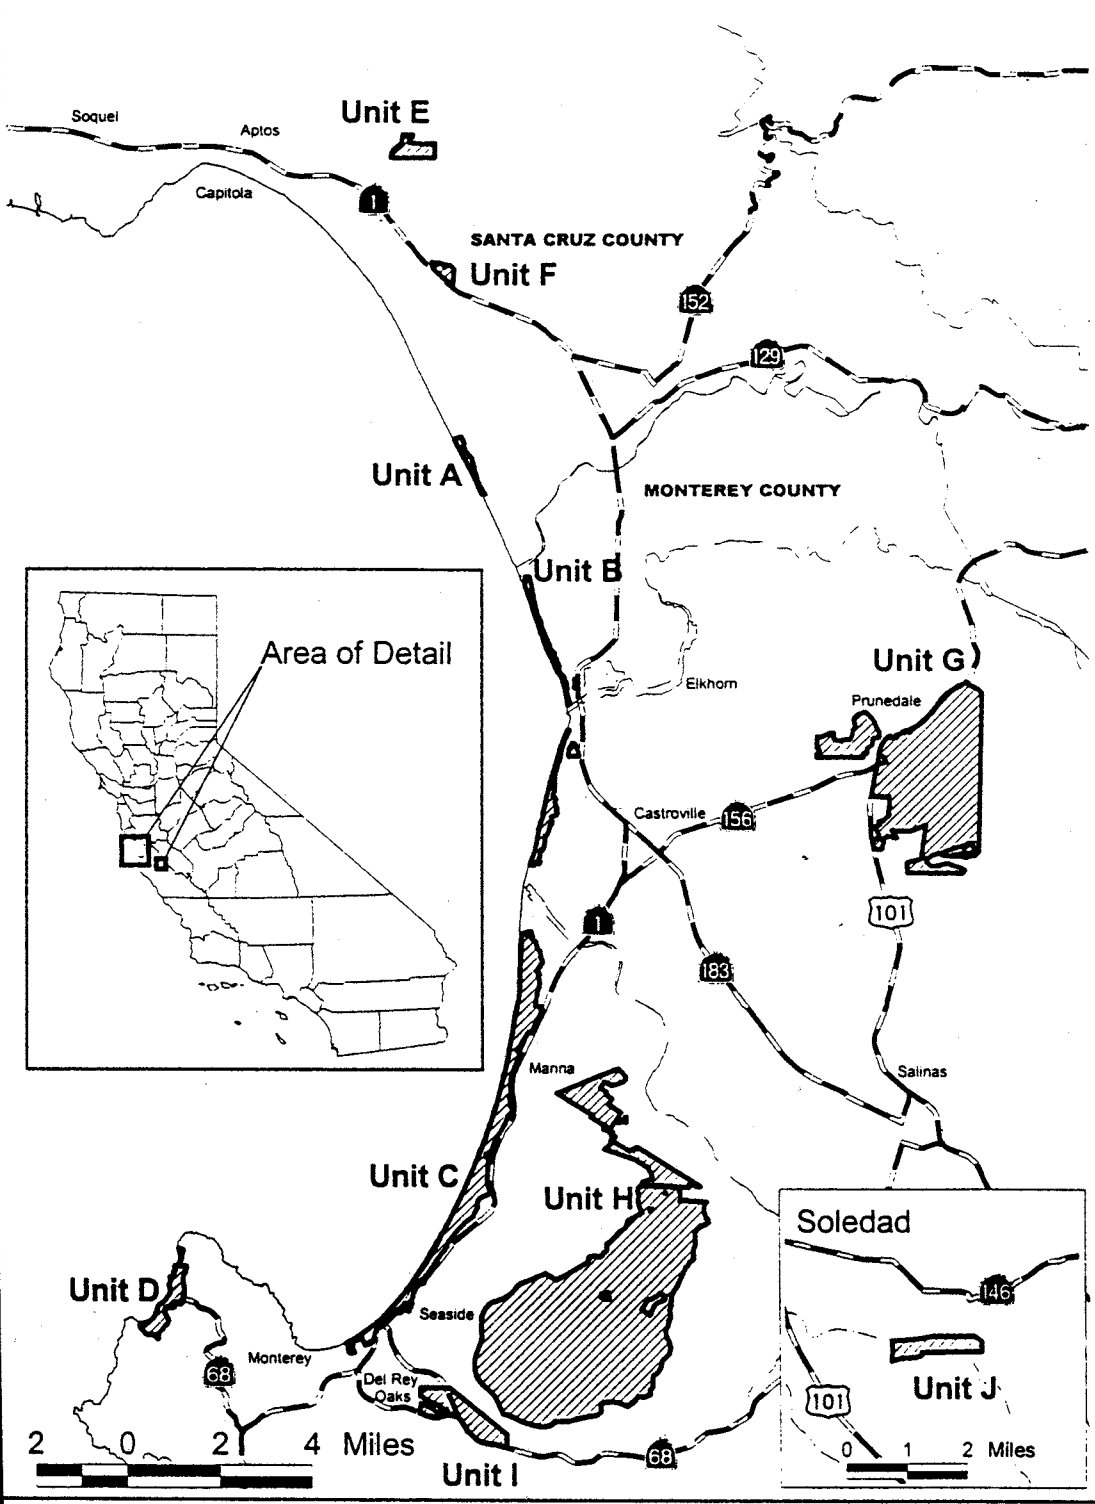 Unit E
Soquel
Aptos
Capitola
1
SANTA CRUZ COUNTY
Unit F
152
129
Unit A
MONTEREY COUNTY
Unit B
Area of Detail
Unit G
Elkhorn
Prunedale
Castroville
156
101
1
183
Manna
Salinas
Unit C
Unit H
Soledad
146
Unit D
Seaside
Monterey
68
Del Rey
Oaks
Unit J
101
2 0 2 4 Miles
68
0 1 2 Miles
Unit I